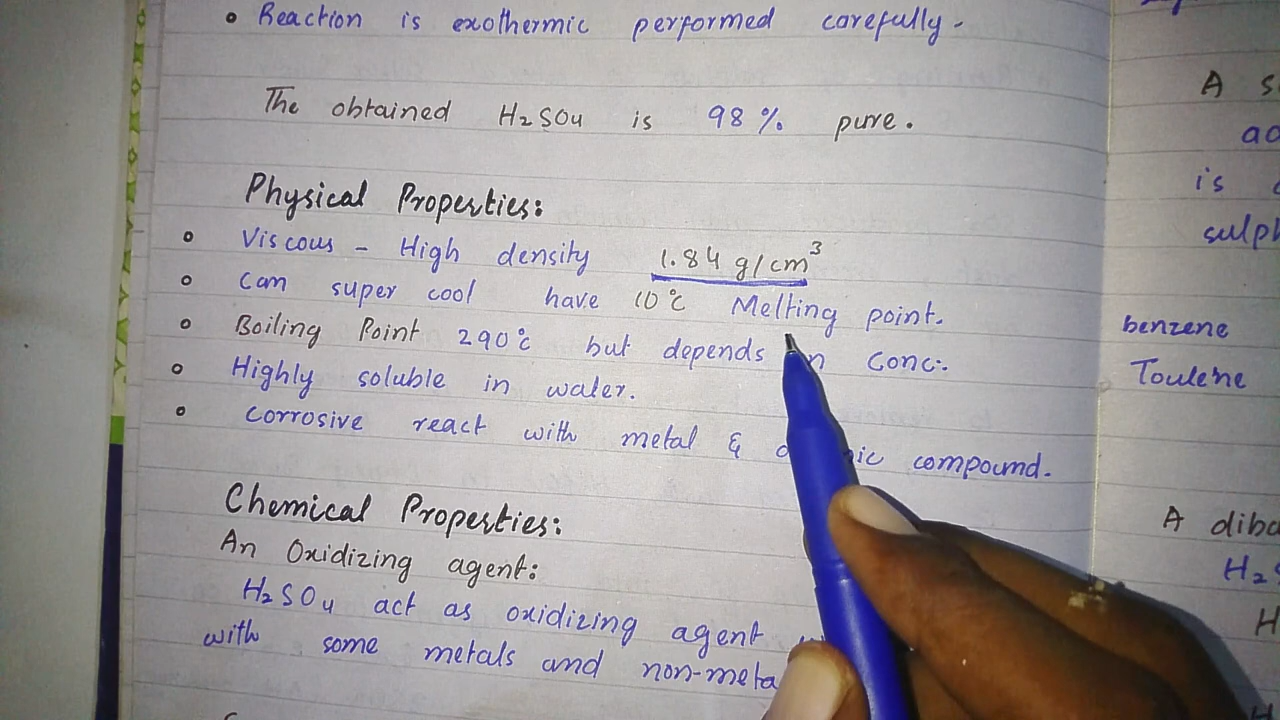 • Reaction is exothermic performed carefully.
The obtained H2SO4 is 98% pure.
Physical Properties:
• Viscous - High density 1.84 g/cm³
• Can super cool have 10°c Melting point.
• Boiling Point 290°c but depends Conc:.
• Highly soluble in water.
• Corrosive react with metal & compound.
Chemical Properties:
An Oxidizing agent:
H2SO4 act as oxidizing agent
with some metals and
A
is
benzene
Toulene
A